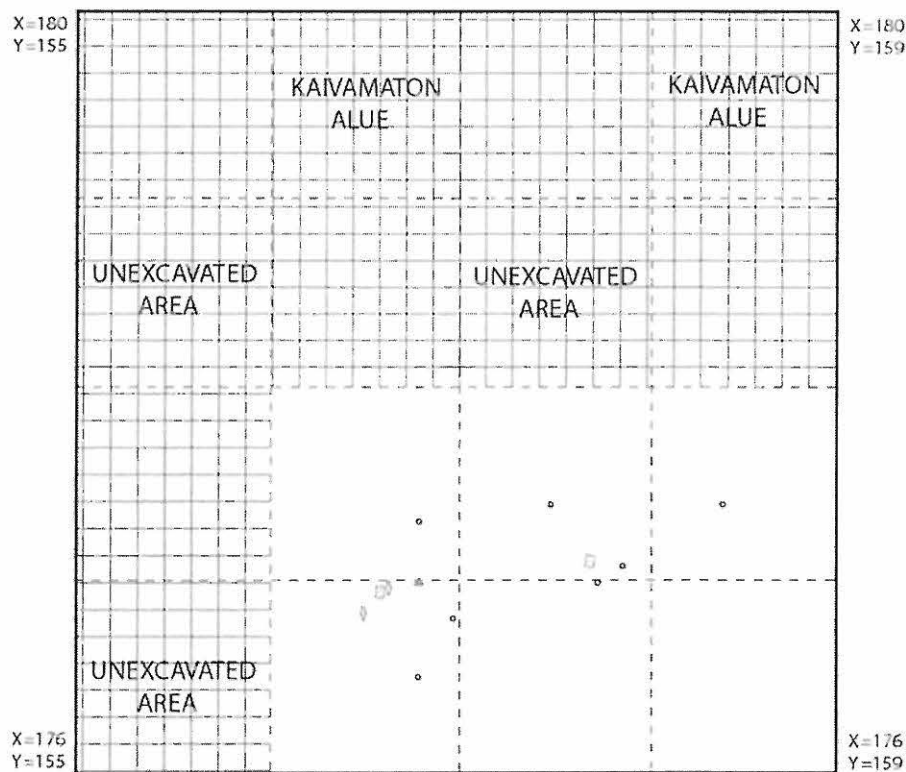 X=180
Y=155
X=180
Y=159
KAIVAMATON
ALUE
KAIVAMATON
ALUE
UNEXCAVATED
AREA
UNEXCAVATED
AREA
UNEXCAVATED
AREA
X=176
Y=155
X=176
Y=159